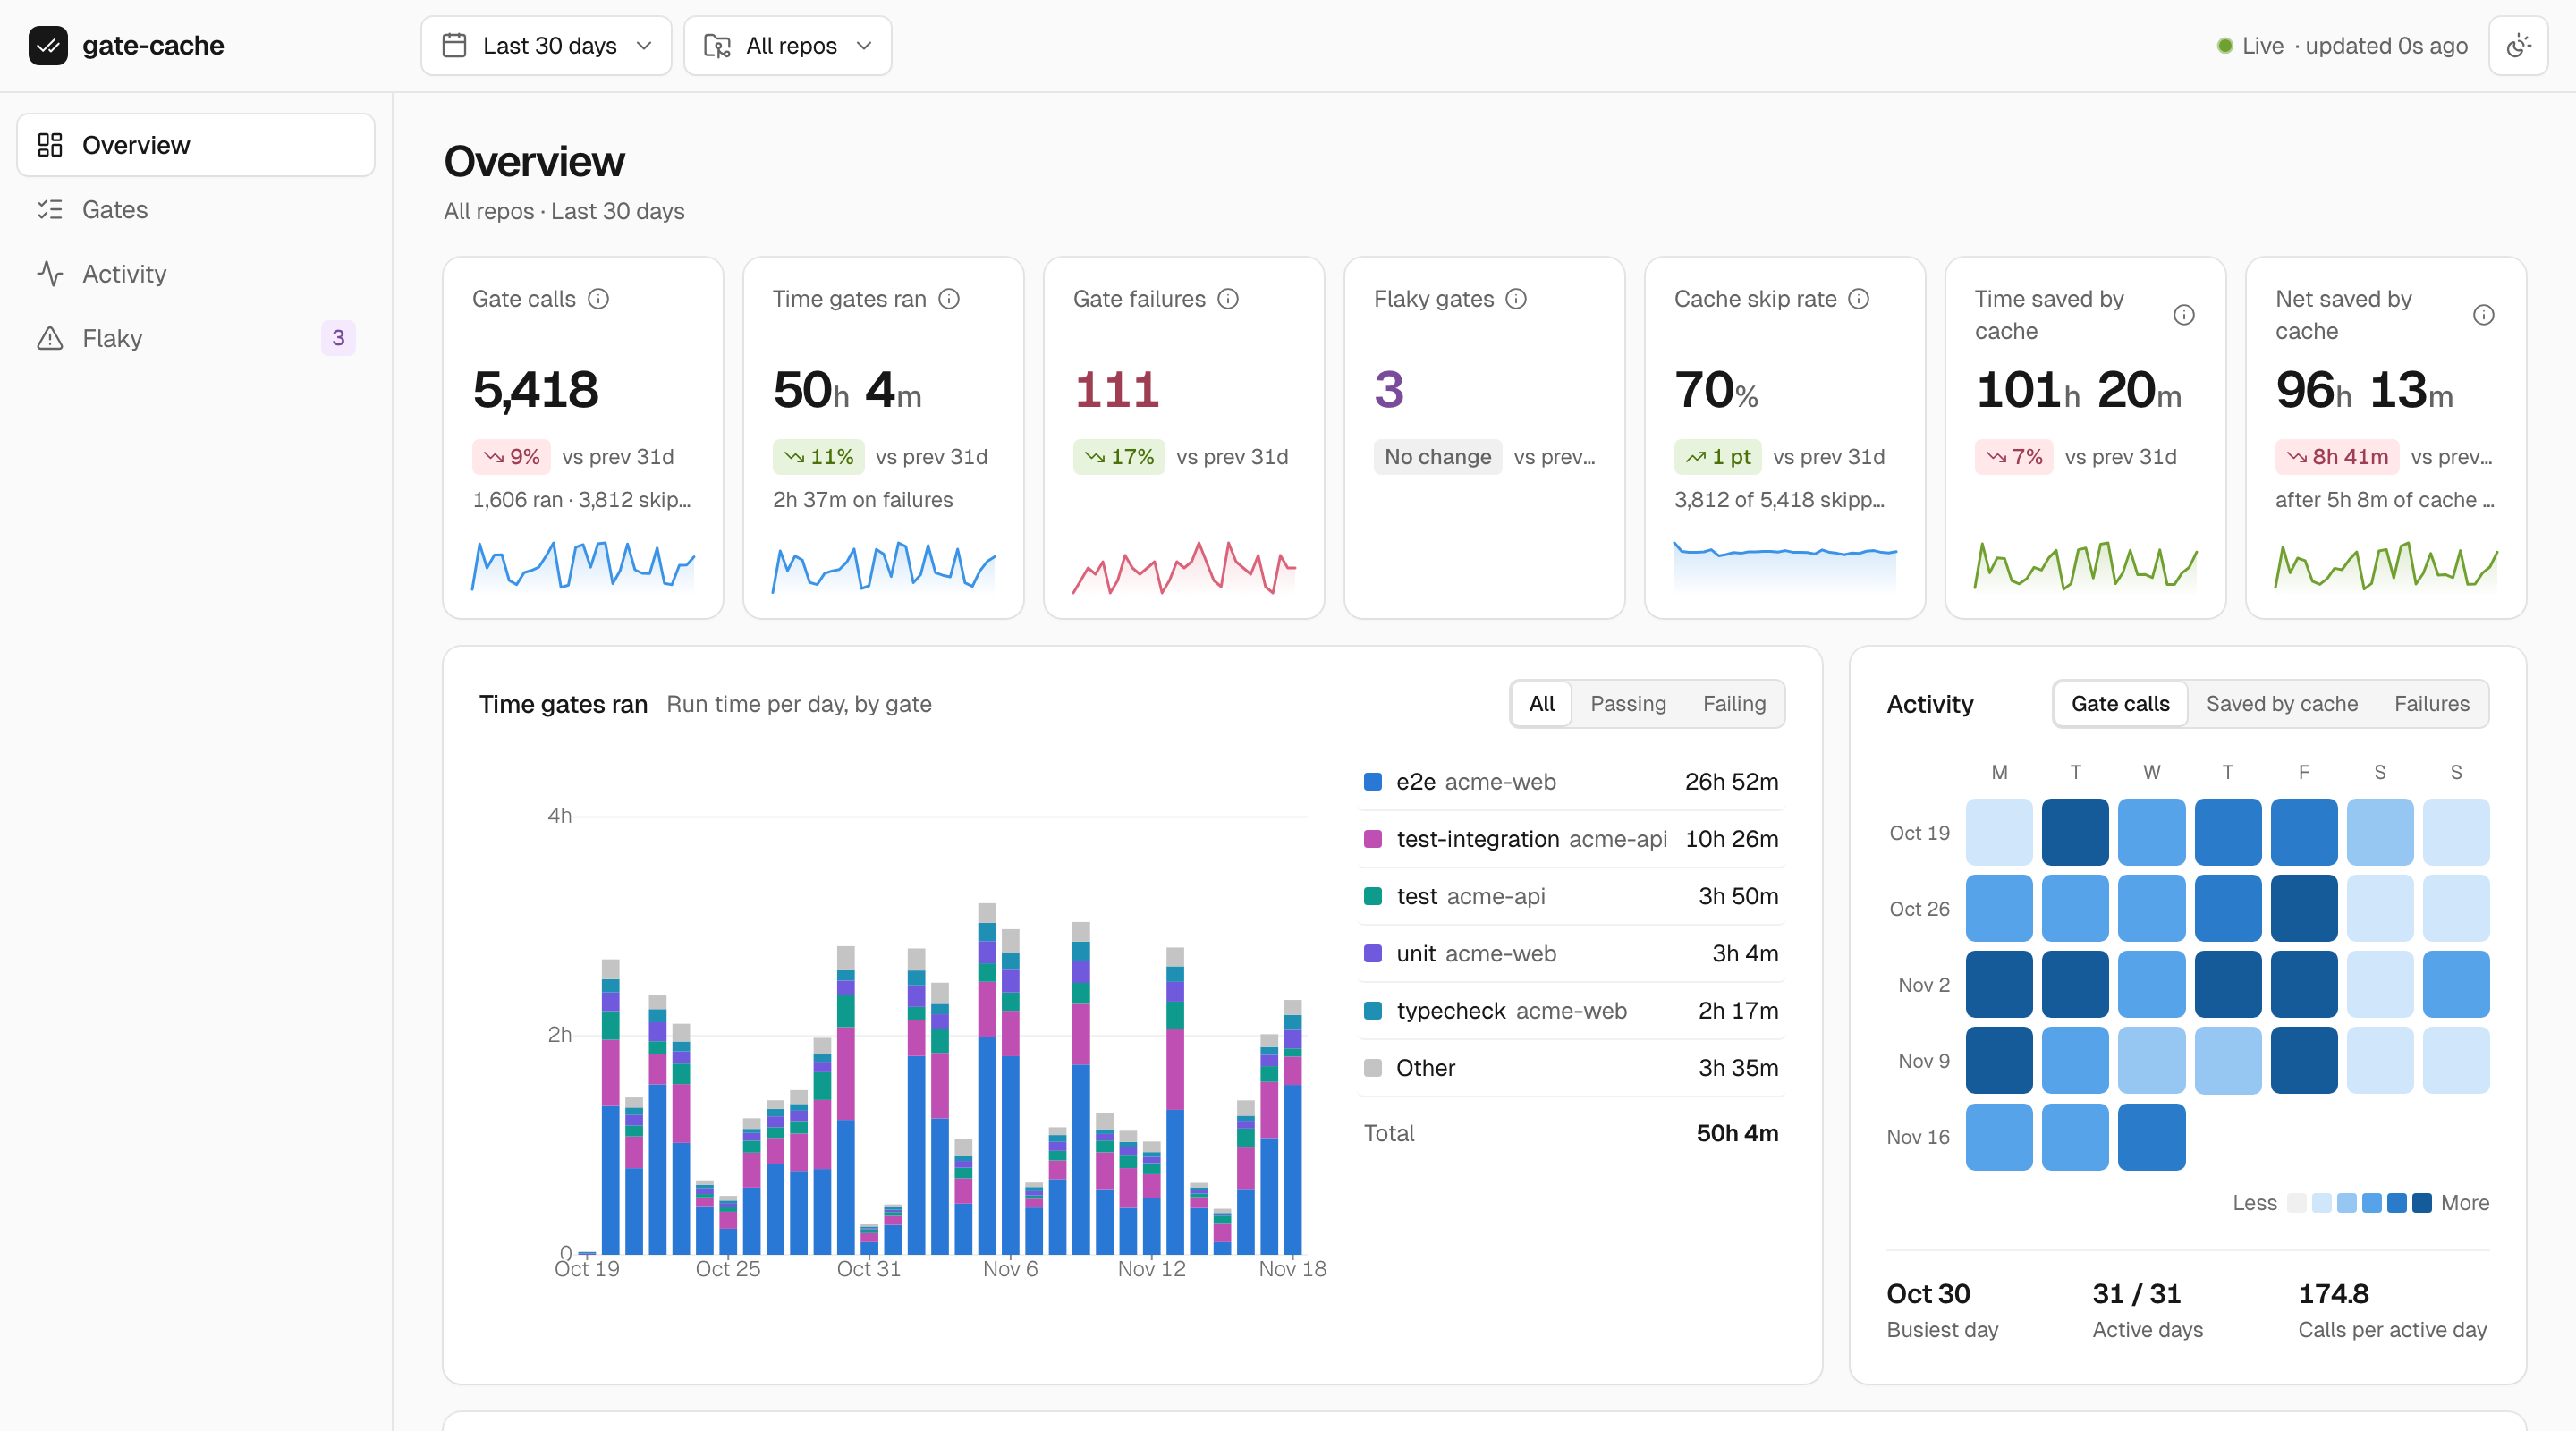 gate-cache
Last 30 days
All repos
Live · updated 0s ago
Overview
Gates
Activity
Flaky
3
Overview
All repos · Last 30 days
Gate calls
5,418
9% vs prev 31d
1,606 ran · 3,812 skip...
Time gates ran
50h 4m
11% vs prev 31d
2h 37m on failures
Gate failures
111
17% vs prev 31d
Flaky gates
3
No change vs prev...
Cache skip rate
70%
1 pt vs prev 31d
3,812 of 5,418 skipp...
Time saved by
cache
101h 20m
7% vs prev 31d
Net saved by
cache
96h 13m
8h 41m vs prev...
after 5h 8m of cache ...
Time gates ran Run time per day, by gate
All Passing Failing
4h
2h
0
Oct 19 Oct 25 Oct 31 Nov 6 Nov 12 Nov 18
e2e acme-web 26h 52m
test-integration acme-api 10h 26m
test acme-api 3h 50m
unit acme-web 3h 4m
typecheck acme-web 2h 17m
Other 3h 35m
Total 50h 4m
Activity
Gate calls Saved by cache Failures
M T W T F S S
Oct 19
Oct 26
Nov 2
Nov 9
Nov 16
Less More
Oct 30
Busiest day
31 / 31
Active days
174.8
Calls per active day